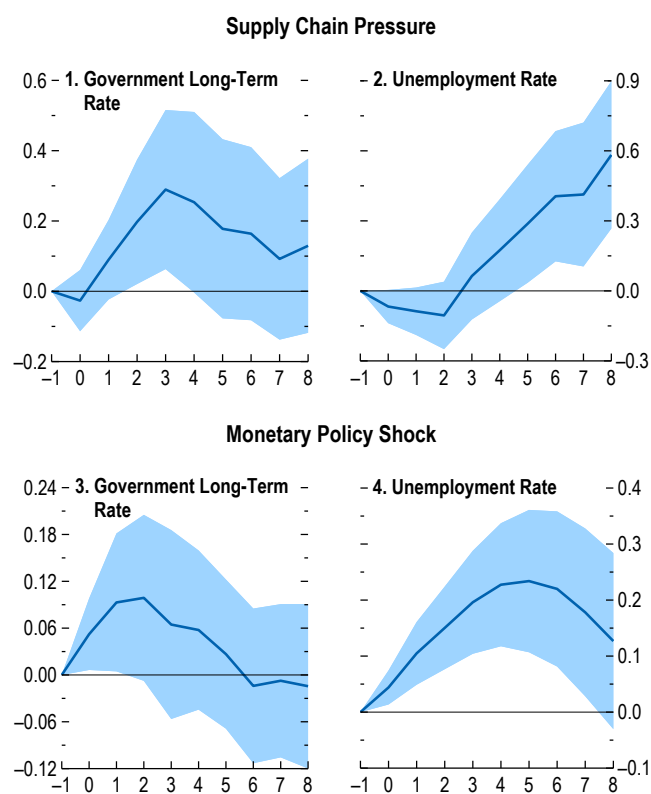 Supply Chain Pressure
1. Government Long-Term
Rate
0.6
0.4
0.2
0.0
–0.2
–1 0 1 2 3 4 5 6 7 8
2. Unemployment Rate
0.9
0.6
0.3
0.0
–0.3
–1 0 1 2 3 4 5 6 7 8
Monetary Policy Shock
3. Government Long-Term
Rate
0.24
0.18
0.12
0.06
0.00
–0.06
–0.12
–1 0 1 2 3 4 5 6 7 8
4. Unemployment Rate
0.4
0.3
0.2
0.1
0.0
–0.1
–1 0 1 2 3 4 5 6 7 8